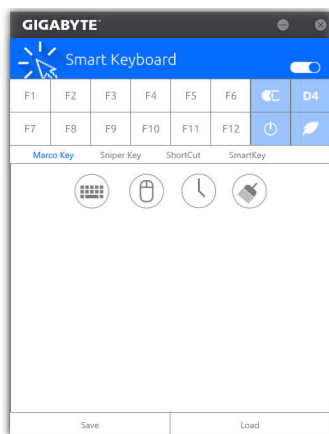 GIGABYTE™
Smart Keyboard
F1 F2 F3 F4 F5 F6 D4
F7 F8 F9 F10 F11 F12
Marco Key Sniper Key ShortCut SmartKey
Save Load